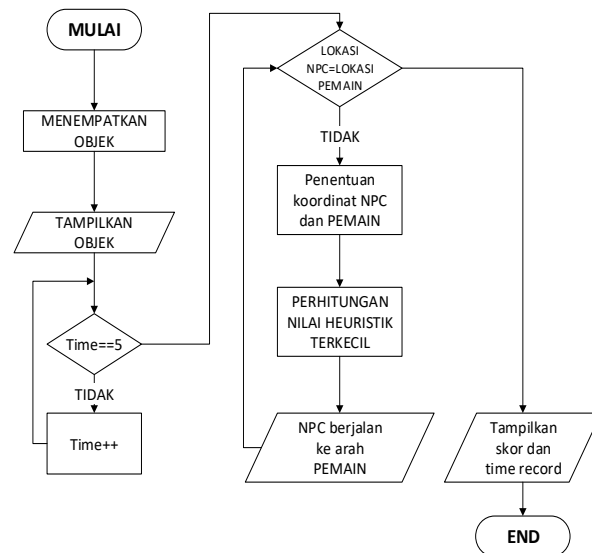 MULAI
MENEMPATKAN
OBJEK
TAMPILKAN
OBJEK
Time==5
TIDAK
Time++
LOKASI
NPC=LOKASI
PEMAIN
TIDAK
Penentuan
koordinat NPC
dan PEMAIN
PERHITUNGAN
NILAI HEURISTIK
TERKECIL
NPC berjalan
ke arah
PEMAIN
Tampilkan
skor dan
time record
END